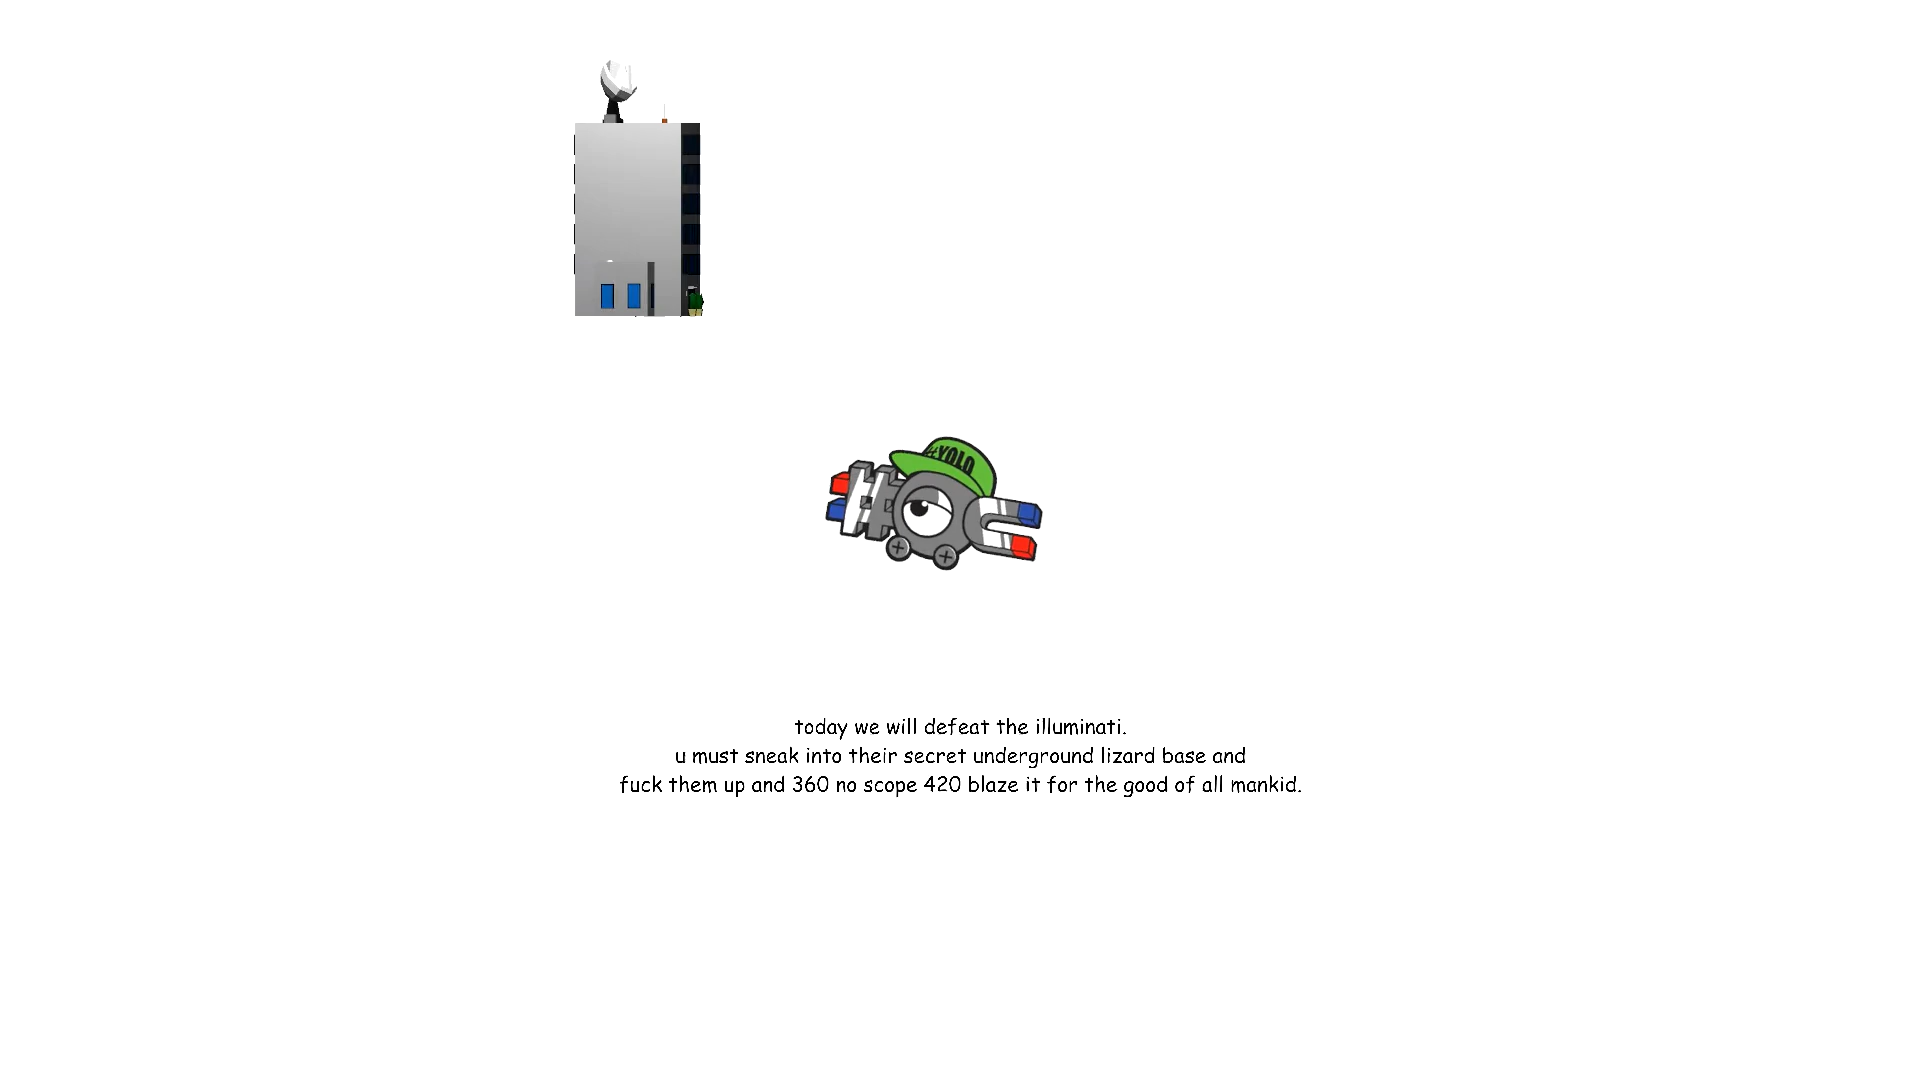 #YOLO
today we will defeat the illuminati.
u must sneak into their secret underground lizard base and
fuck them up and 360 no scope 420 blaze it for the good of all mankid.